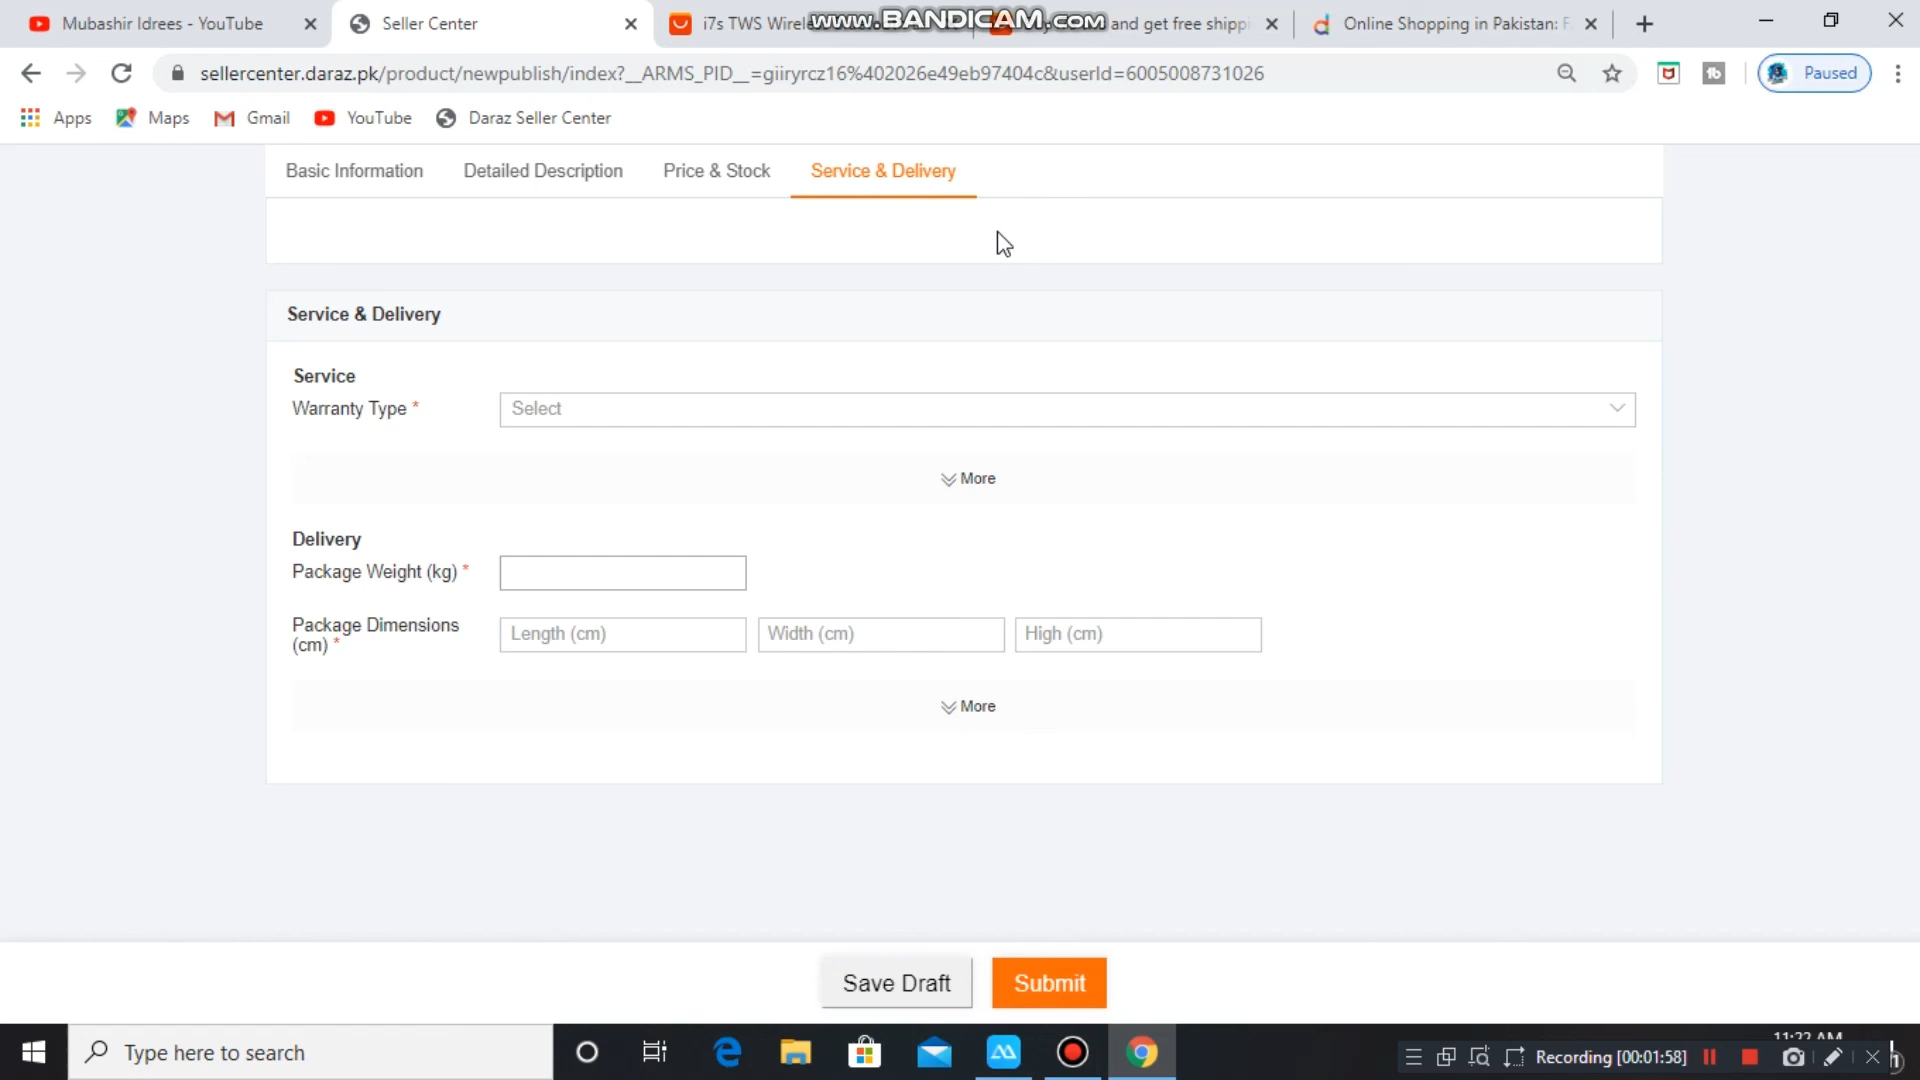 Mubashir Idrees - YouTube
Seller Center
i7s TWS Wirel
www.BANDICAM.com
and get free shippi
Online Shopping in Pakistan: F
sellercenter.daraz.pk/product/newpublish/index?__ARMS_PID__=giiryrcz16%402026e49eb97404c&userId=6005008731026
Paused
Apps
Maps
Gmail
YouTube
Daraz Seller Center
Basic Information
Detailed Description
Price & Stock
Service & Delivery
Service & Delivery
Service
Warranty Type *
Select
More
Delivery
Package Weight (kg) *
Package Dimensions
(cm) *
Length (cm)
Width (cm)
High (cm)
More
Save Draft
Submit
Type here to search
11:22 AM
Recording [00:01:58]